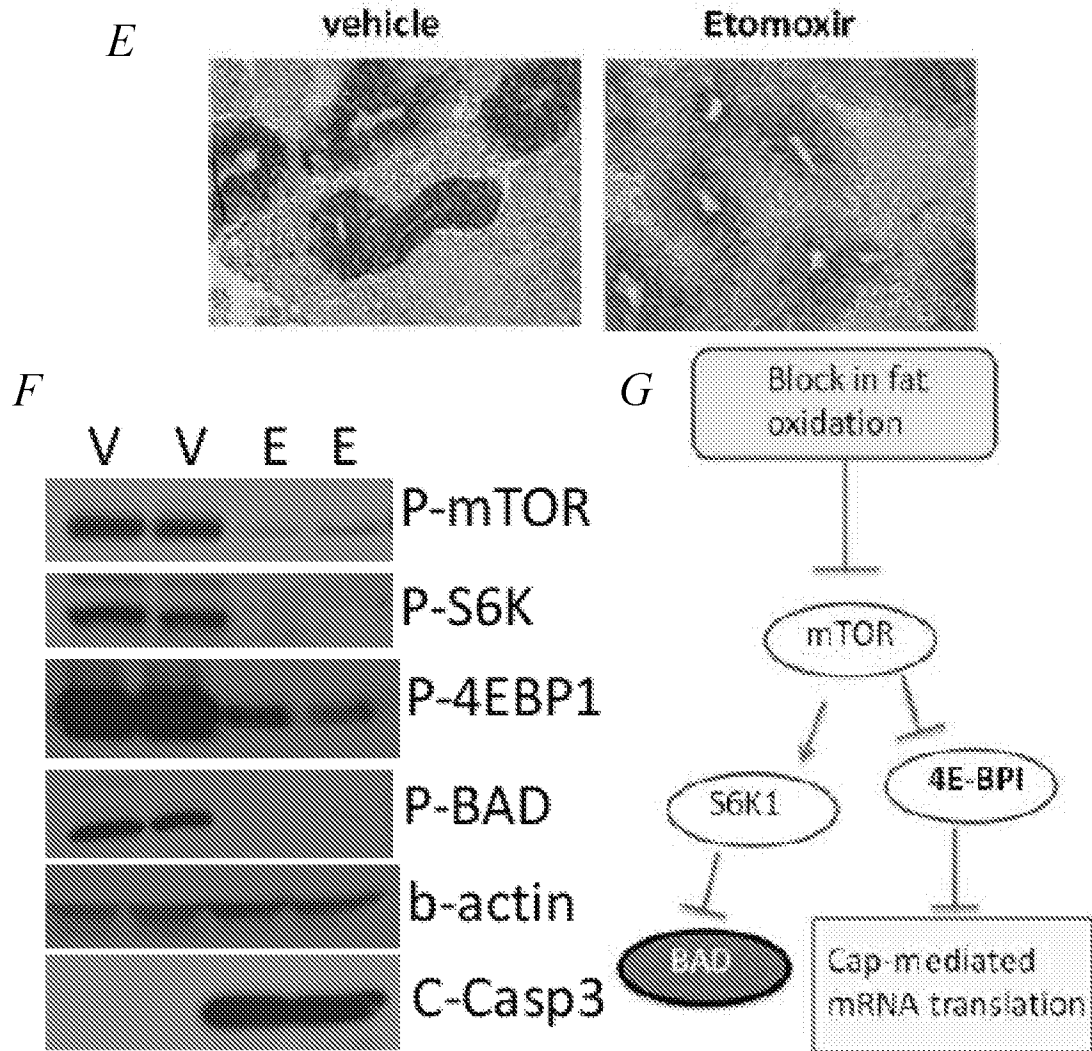 E
vehicle
Etomoxir
F
V V E E
P-mTOR
P-S6K
P-4EBP1
P-BAD
b-actin
C-Casp3
G
Block in fat
oxidation
mTOR
S6K1
4E-BPI
BAD
Cap-mediated
mRNA translation